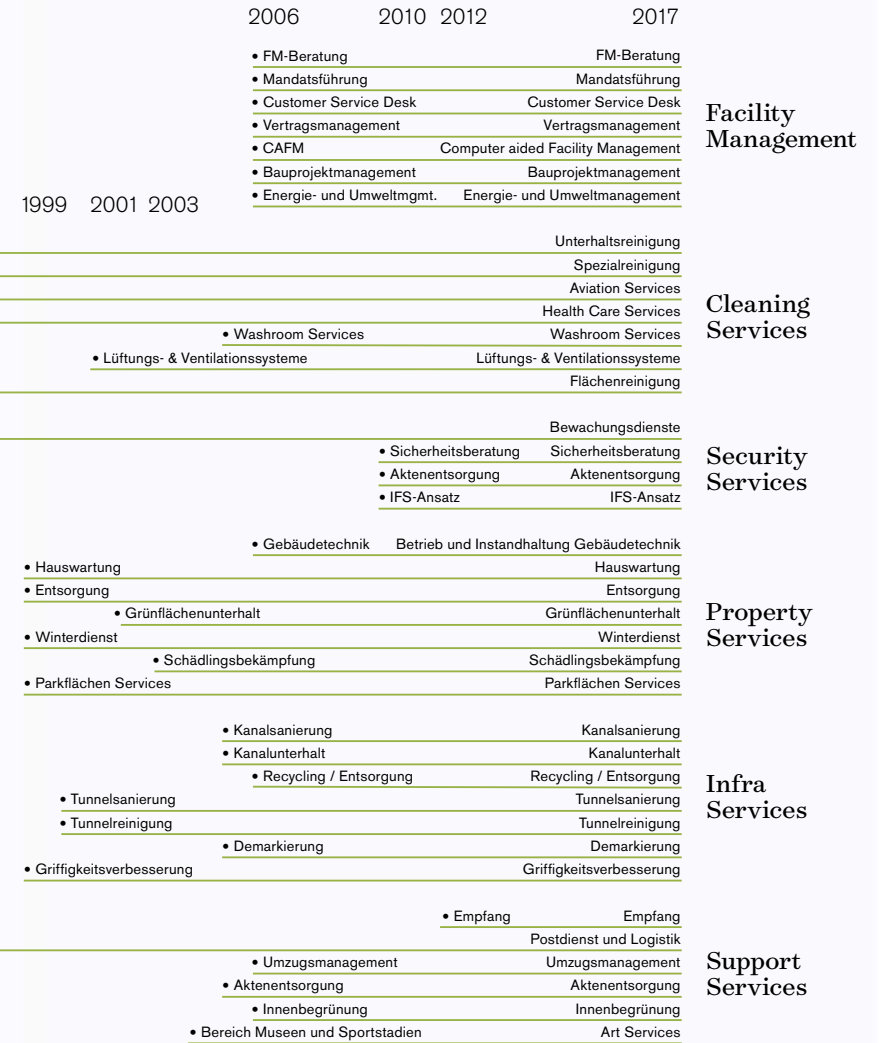 2006 2010 2012 2017
• FM-Beratung FM-Beratung
• Mandatsführung Mandatsführung
• Customer Service Desk Customer Service Desk
• Vertragsmanagement Vertragsmanagement
• CAFM Computer aided Facility Management
• Bauprojektmanagement Bauprojektmanagement
• Energie- und Umweltmgmt. Energie- und Umweltmanagement
Facility
Management
1999 2001 2003
Unterhaltsreinigung
Spezialreinigung
Aviation Services
Health Care Services
• Washroom Services Washroom Services
• Lüftungs- & Ventilationssysteme Lüftungs- & Ventilationssysteme
Flächenreinigung
Cleaning
Services
Bewachungsdienste
• Sicherheitsberatung Sicherheitsberatung
• Aktenentsorgung Aktenentsorgung
• IFS-Ansatz IFS-Ansatz
Security
Services
• Gebäudetechnik Betrieb und Instandhaltung Gebäudetechnik
• Hauswartung Hauswartung
• Entsorgung Entsorgung
• Grünflächenunterhalt Grünflächenunterhalt
• Winterdienst Winterdienst
• Schädlingsbekämpfung Schädlingsbekämpfung
• Parkflächen Services Parkflächen Services
Property
Services
• Kanalsanierung Kanalsanierung
• Kanalunterhalt Kanalunterhalt
• Recycling / Entsorgung Recycling / Entsorgung
• Tunnelsanierung Tunnelsanierung
• Tunnelreinigung Tunnelreinigung
• Demarkierung Demarkierung
• Griffigkeitsverbesserung Griffigkeitsverbesserung
Infra
Services
• Empfang Empfang
Postdienst und Logistik
• Umzugsmanagement Umzugsmanagement
• Aktenentsorgung Aktenentsorgung
• Innenbegrünung Innenbegrünung
• Bereich Museen und Sportstadien Art Services
Support
Services